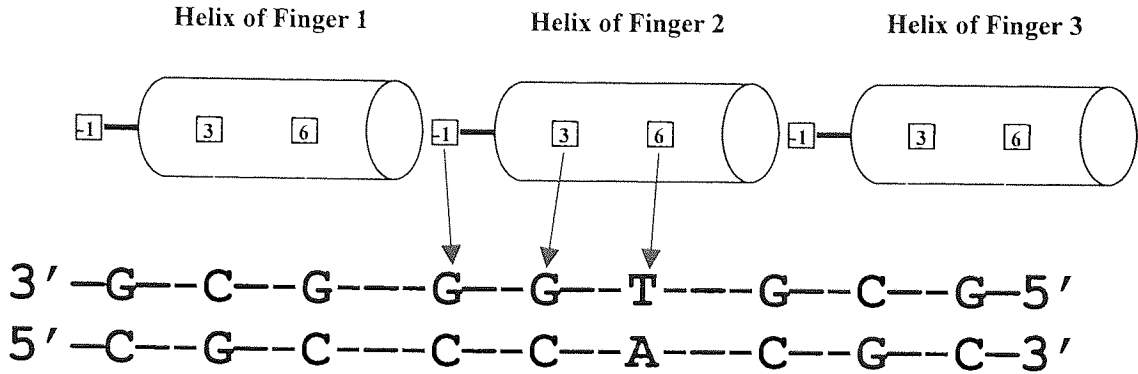 Helix of Finger 1 Helix of Finger 2 Helix of Finger 3
-1 3 6 -1 3 6 -1 3 6
3'—G--C--G---G--G--T---G--C--G—5'
5'—C--G--C---C--C--A---C--G--C—3'